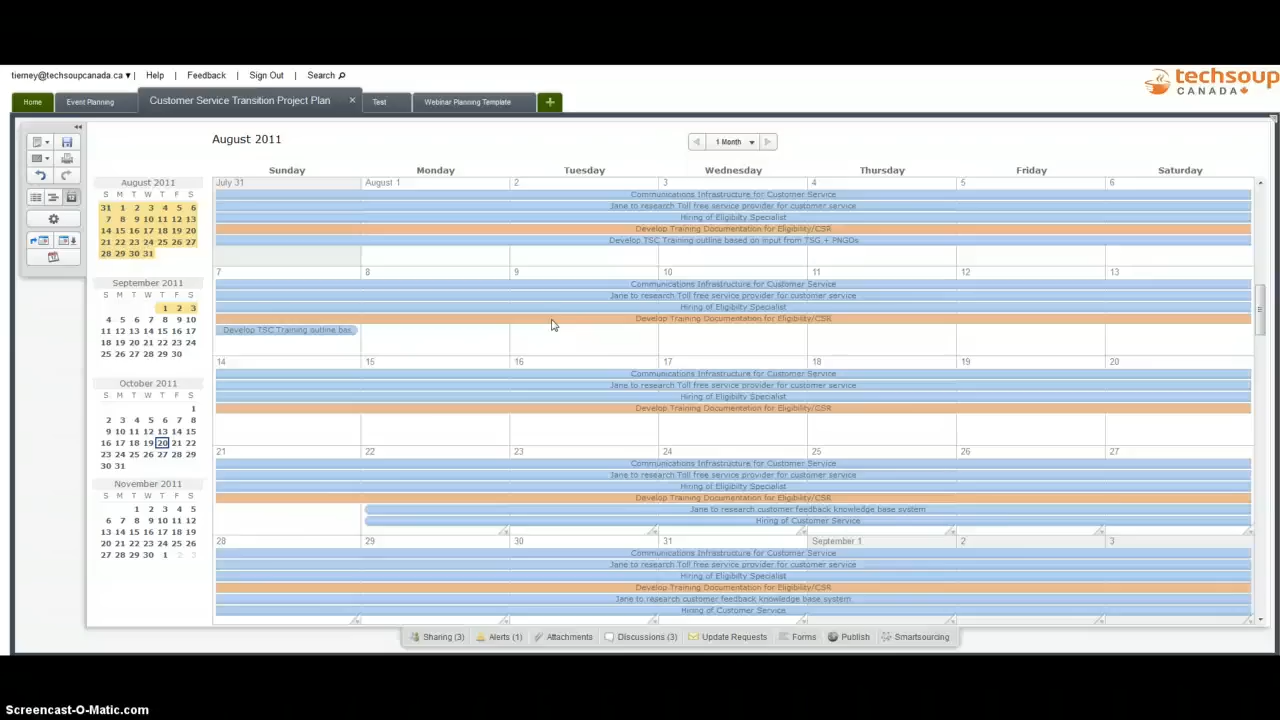 tierney@techsoupcanada.ca ▾ | Help | Feedback | Sign Out | Search
techsoup
CANADA
Home
Event Planning
Customer Service Transition Project Plan
Test
Webinar Planning Template
August 2011
1 Month
Sunday Monday Tuesday Wednesday Thursday Friday Saturday
August 2011
S M T W T F S
31 1 2 3 4 5 6
7 8 9 10 11 12 13
14 15 16 17 18 19 20
21 22 23 24 25 26 27
28 29 30 31
September 2011
S M T W T F S
1 2 3
4 5 6 7 8 9 10
11 12 13 14 15 16 17
18 19 20 21 22 23 24
25 26 27 28 29 30
October 2011
S M T W T F S
1
2 3 4 5 6 7 8
9 10 11 12 13 14 15
16 17 18 19 20 21 22
23 24 25 26 27 28 29
30 31
November 2011
S M T W T F S
1 2 3 4 5
6 7 8 9 10 11 12
13 14 15 16 17 18 19
20 21 22 23 24 25 26
27 28 29 30 1 2 3
July 31 August 1 2 3 4 5 6
Communications Infrastructure for Customer Service
Jane to research Toll free service provider for customer service
Hiring of Eligibilty Specialist
Develop Training Documentation for Eligibility/CSR
Develop TSC Training outline based on input from TSG + PNGOs
7 8 9 10 11 12 13
Communications Infrastructure for Customer Service
Jane to research Toll free service provider for customer service
Hiring of Eligibilty Specialist
Develop Training Documentation for Eligibility/CSR
Develop TSC Training outline bas
14 15 16 17 18 19 20
Communications Infrastructure for Customer Service
Jane to research Toll free service provider for customer service
Hiring of Eligibilty Specialist
Develop Training Documentation for Eligibility/CSR
21 22 23 24 25 26 27
Communications Infrastructure for Customer Service
Jane to research Toll free service provider for customer service
Hiring of Eligibilty Specialist
Develop Training Documentation for Eligibility/CSR
Jane to research customer feedback knowledge base system
Hiring of Customer Service
28 29 30 31 September 1 2 3
Communications Infrastructure for Customer Service
Jane to research Toll free service provider for customer service
Hiring of Eligibilty Specialist
Develop Training Documentation for Eligibility/CSR
Jane to research customer feedback knowledge base system
Hiring of Customer Service
Sharing (3) Alerts (1) Attachments Discussions (3) Update Requests Forms Publish Smartsourcing
Screencast-O-Matic.com